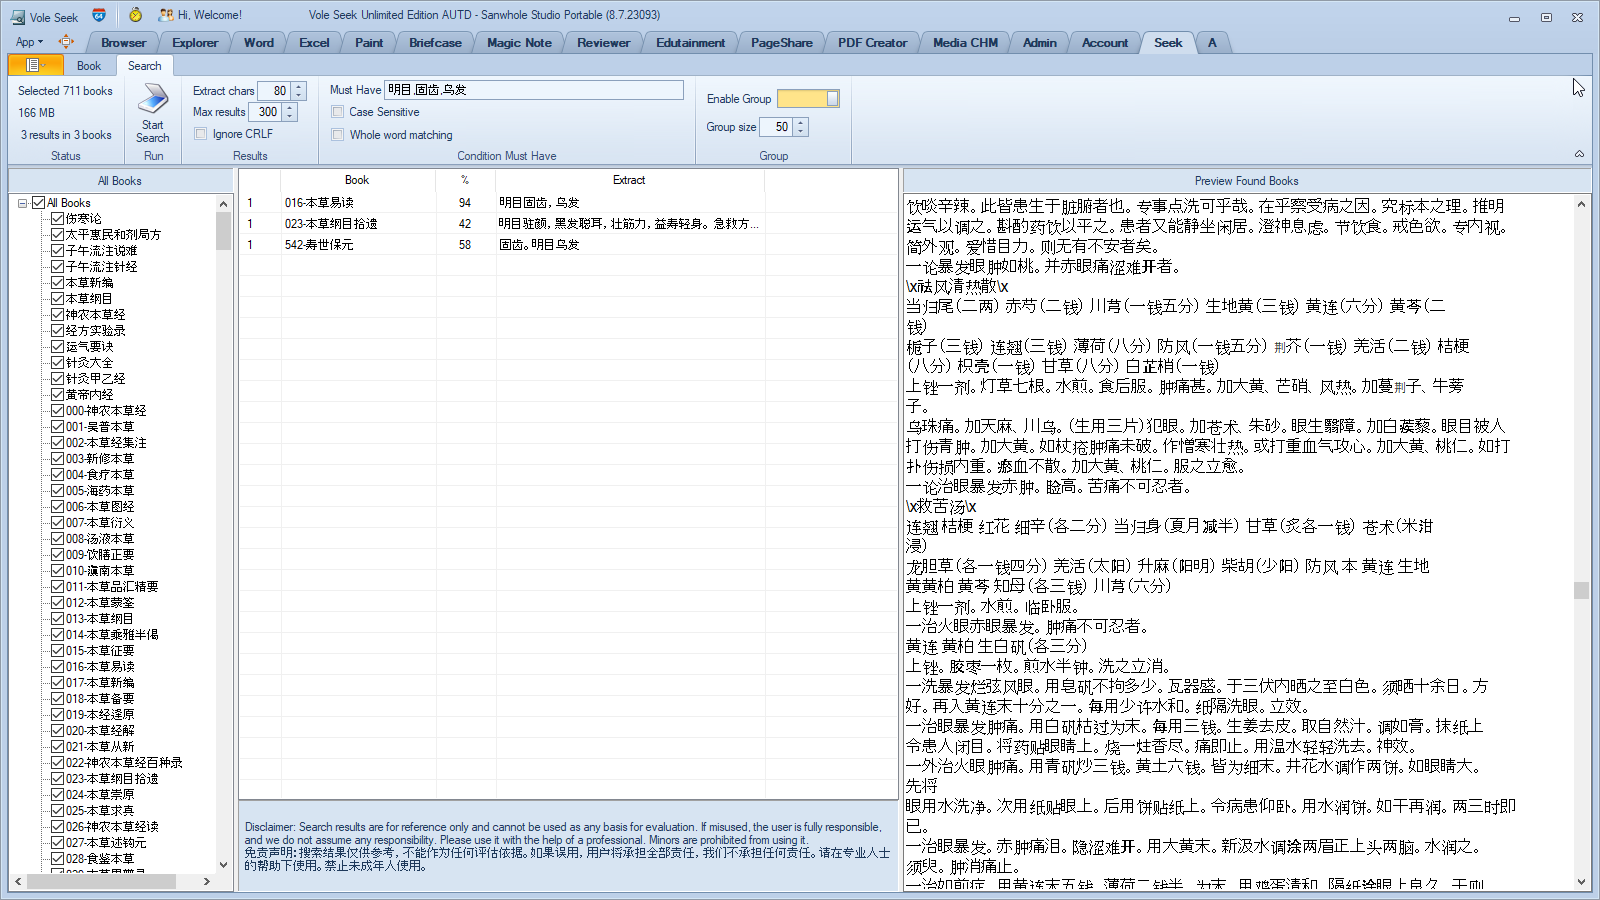 Vole Seek
Hi, Welcome!
Vole Seek Unlimited Edition AUTD - Sanwhole Studio Portable (8.7.23093)
App
Browser
Explorer
Word
Excel
Paint
Briefcase
Magic Note
Reviewer
Edutainment
PageShare
PDF Creator
Media CHM
Admin
Account
Seek
A
Book
Search
Selected 711 books
166 MB
3 results in 3 books
Status
Start
Search
Run
Extract chars 80
Max results 300
Ignore CRLF
Results
Must Have 明目,固齿,乌发
Case Sensitive
Whole word matching
Condition Must Have
Enable Group
Group size 50
Group
All Books
All Books
伤寒论
太平惠民和剂局方
子午流注说难
子午流注针经
本草新编
本草纲目
神农本草经
经方实验录
运气要诀
针灸大全
针灸甲乙经
黄帝内经
000-神农本草经
001-吴普本草
002-本草经集注
003-新修本草
004-食疗本草
005-海药本草
006-本草图经
007-本草衍义
008-汤液本草
009-饮膳正要
010-滇南本草
011-本草品汇精要
012-本草蒙筌
013-本草纲目
014-本草乘雅半偈
015-本草征要
016-本草易读
017-本草新编
018-本草备要
019-本经逢原
020-本草经解
021-本草从新
022-神农本草经百种录
023-本草纲目拾遗
024-本草崇原
025-本草求真
026-神农本草经读
027-本草述钩元
028-食鉴本草
Book % Extract
1 016-本草易读 94 明目固齿, 乌发
1 023-本草纲目拾遗 42 明目驻颜, 黑发聪耳, 壮筋力, 益寿轻身。急救方...
1 542-寿世保元 58 固齿。明目乌发
Disclaimer: Search results are for reference only and cannot be used as any basis for evaluation. If misused, the user is fully responsible,
and we do not assume any responsibility. Please use it with the help of a professional. Minors are prohibited from using it.
免责声明: 搜索结果仅供参考, 不能作为任何评估依据。如果误用, 用户将承担全部责任, 我们不承担任何责任。请在专业人士
的帮助下使用。禁止未成年人使用。
Preview Found Books
饮啖辛辣。此皆患生于脏腑者也。专事点洗可乎哉。在乎察受病之因。究标本之理。推明
运气以调之。斟酌药饮以平之。患者又能静坐闲居。澄神息虑。节饮食。戒色欲。专内视。
简外观。爱惜目力。则无有不安者矣。
一论暴发眼肿如桃。并赤眼痛涩难开者。
\x祛风清热散\x
当归尾(二两) 赤芍(二钱) 川芎(一钱五分) 生地黄(三钱) 黄连(六分) 黄芩(二
钱)
栀子(三钱) 连翘(三钱) 薄荷(八分) 防风(一钱五分) 荆芥(一钱) 羌活(二钱) 桔梗
(八分) 枳壳(一钱) 甘草(八分) 白芷梢(一钱)
上锉一剂。灯草七根。水煎。食后服。肿痛甚。加大黄、芒硝、风热。加蔓荆子、牛蒡
子。
乌珠痛。加天麻、川乌。(生用三片)犯眼。加苍术、朱砂。眼生翳障。加白蒺藜。眼目被人
打伤青肿。加大黄。如杖疮肿痛未破。作憎寒壮热。或打重血气攻心。加大黄、桃仁。如打
扑伤损内重。瘀血不散。加大黄、桃仁。服之立愈。
一论治眼暴发赤肿。睑高。苦痛不可忍者。
\x救苦汤\x
连翘 桔梗 红花 细辛(各二分) 当归身(夏月减半) 甘草(炙各一钱) 苍术(米泔
浸)
龙胆草(各一钱四分) 羌活(太阳) 升麻(阳明) 柴胡(少阳) 防风 本 黄连 生地
黄黄柏 黄芩 知母(各三钱) 川芎(六分)
上锉一剂。水煎。临卧服。
一治火眼赤眼暴发。肿痛不可忍者。
黄连 黄柏 生白矾(各三分)
上锉。胶枣一枚。煎水半钟。洗之立消。
一洗暴发烂弦风眼。用皂矾不拘多少。瓦器盛。于三伏内晒之至白色。须晒十余日。方
好。再入黄连末十分之一。每用少许水和。纸隔洗眼。立效。
一治眼暴发肿痛。用白矾枯过为末。每用三钱。生姜去皮。取自然汁。调如膏。抹纸上
令患人闭目。将药贴眼睛上。烧一炷香尽。痛即止。用温水轻轻洗去。神效。
一外治火眼肿痛。用青矾炒三钱。黄土六钱。皆为细末。井花水调作两饼。如眼睛大。
先将
眼用水洗净。次用纸贴眼上。后用饼贴纸上。令病患仰卧。用水润饼。如干再润。两三时即
已。
一治眼暴发。赤肿痛泪。隐涩难开。用大黄末。新汲水调涂两眉正上头两脑。水润之。
须臾。肿消痛止。